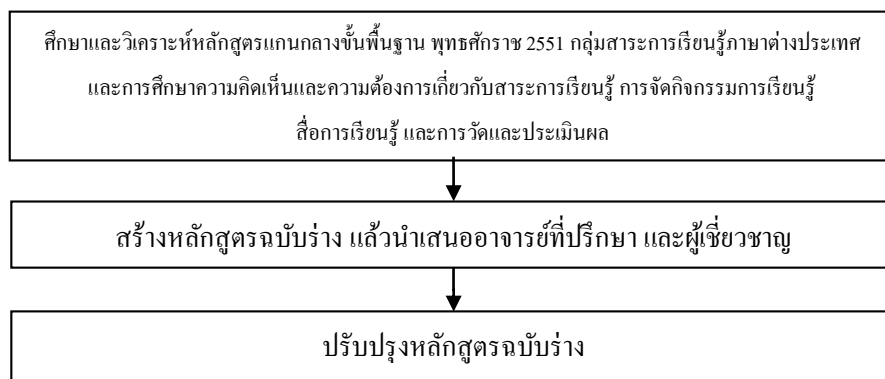 ศึกษาและวิเคราะห์หลักสูตรแกนกลางขั้นพื้นฐาน พุทธศักราช 2551 กลุ่มสาระการเรียนรู้ภาษาต่างประเทศ
และการศึกษาความคิดเห็นและความต้องการเกี่ยวกับสาระการเรียนรู้ การจัดกิจกรรมการเรียนรู้
สื่อการเรียนรู้ และการวัดและประเมินผล
สร้างหลักสูตรฉบับร่าง แล้วนำเสนออาจารย์ที่ปรึกษา และผู้เชี่ยวชาญ
ปรับปรุงหลักสูตรฉบับร่าง